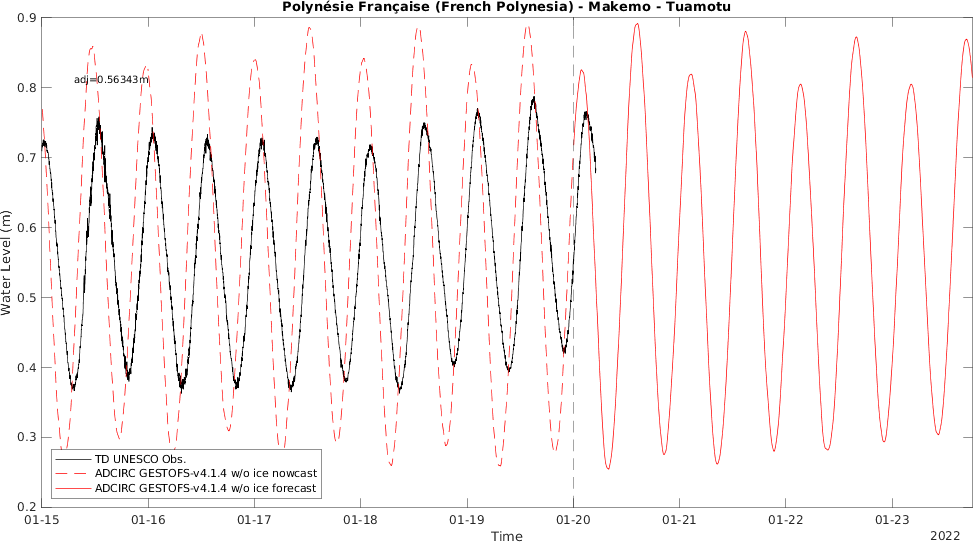 Polynésie Française (French Polynesia) - Makemo - Tuamotu
0.9
0.8
0.7
0.6
0.5
0.4
0.3
0.2
Water Level (m)
adj=0.56343m
TD UNESCO Obs.
ADCIRC GESTOFS-v4.1.4 w/o ice nowcast
ADCIRC GESTOFS-v4.1.4 w/o ice forecast
01-15 01-16 01-17 01-18 01-19 01-20 01-21 01-22 01-23
Time
2022